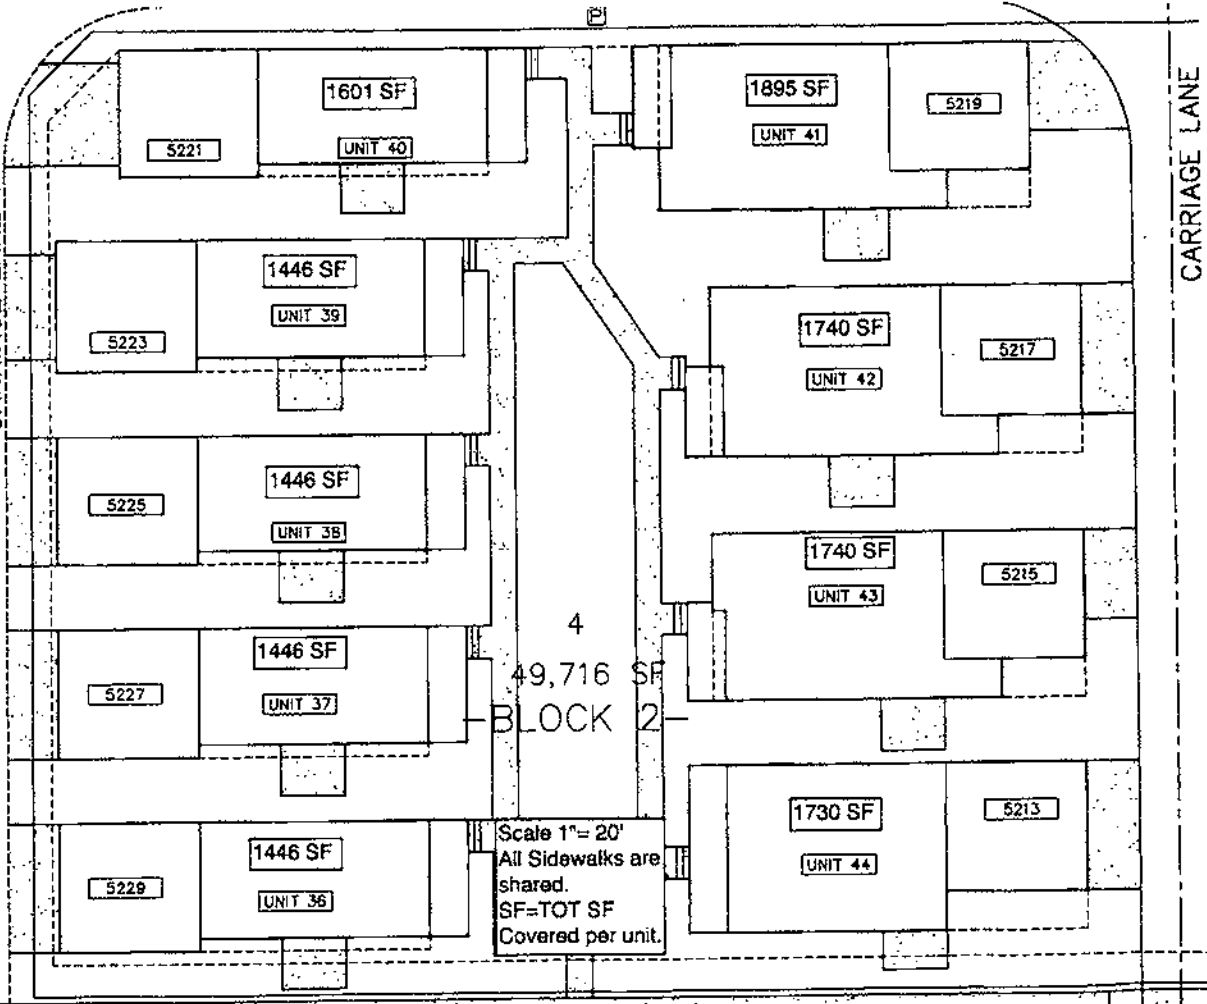 P
1601 SF
5221
UNIT 40
1895 SF
5219
UNIT 41
CARRIAGE LANE
1446 SF
UNIT 39
5223
1740 SF
5217
UNIT 42
1446 SF
5225
UNIT 38
1740 SF
5215
UNIT 43
4
49,716 SF
-BLOCK 2-
1446 SF
5227
UNIT 37
1446 SF
5229
UNIT 36
1730 SF
5213
UNIT 44
Scale 1"= 20'
All Sidewalks are
shared.
SF=TOT SF
Covered per unit.